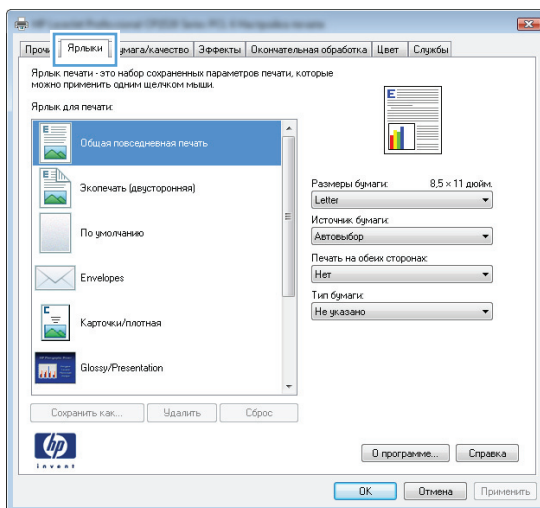 Ярлыки
Бумага/качество Эффекты Окончательная обработка Цвет Службы
Ярлык печати - это набор сохраненных параметров печати, которые
можно применить одним щелчком мыши.
Ярлык для печати:
Общая повседневная печать
Экопечать (двусторонняя)
По умолчанию
Envelopes
Карточки/плотная
Glossy/Presentation
Сохранить как... Удалить Сброс
E
Размеры бумаги: 8,5 × 11 дюйм.
Letter
Источник бумаги:
Автовыбор
Печать на обеих сторонах:
Нет
Тип бумаги:
Не указано
hp
invent
О программе... Справка
OK Отмена Применить